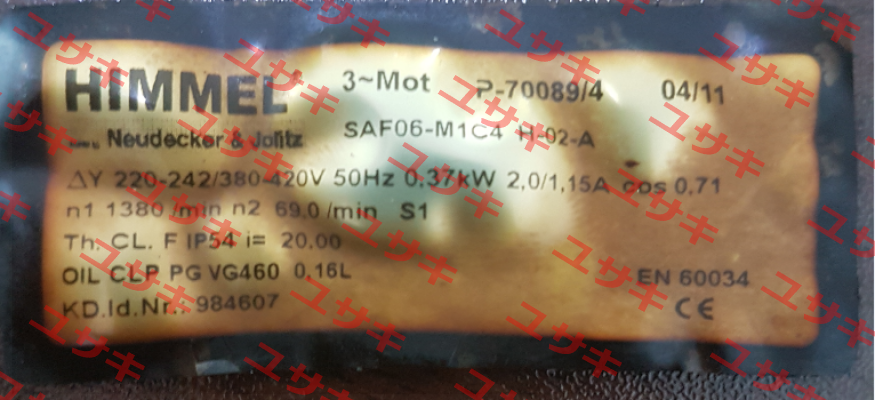 HIMMEL 3~Mot P-70089/4 04/11
Neudecker & Jolitz SAF06-M1C4 H-02-A
ΔY 220-242/380-420V 50Hz 0,37kW 2,0/1,15A cos 0,71
n1 1380 /min n2 69,0 /min S1
Th. CL. F IP54 i= 20,00
OIL CLP PG VG460 0,16L EN 60034
KD.Id.Nr.: 984607 CE
ユサキ